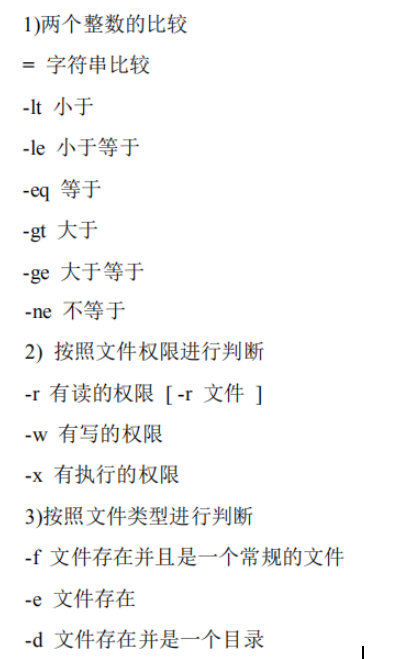 1)两个整数的比较
= 字符串比较
-lt 小于
-le 小于等于
-eq 等于
-gt 大于
-ge 大于等于
-ne 不等于
2) 按照文件权限进行判断
-r 有读的权限 [ -r 文件 ]
-w 有写的权限
-x 有执行的权限
3)按照文件类型进行判断
-f 文件存在并且是一个常规的文件
-e 文件存在
-d 文件存在并是一个目录